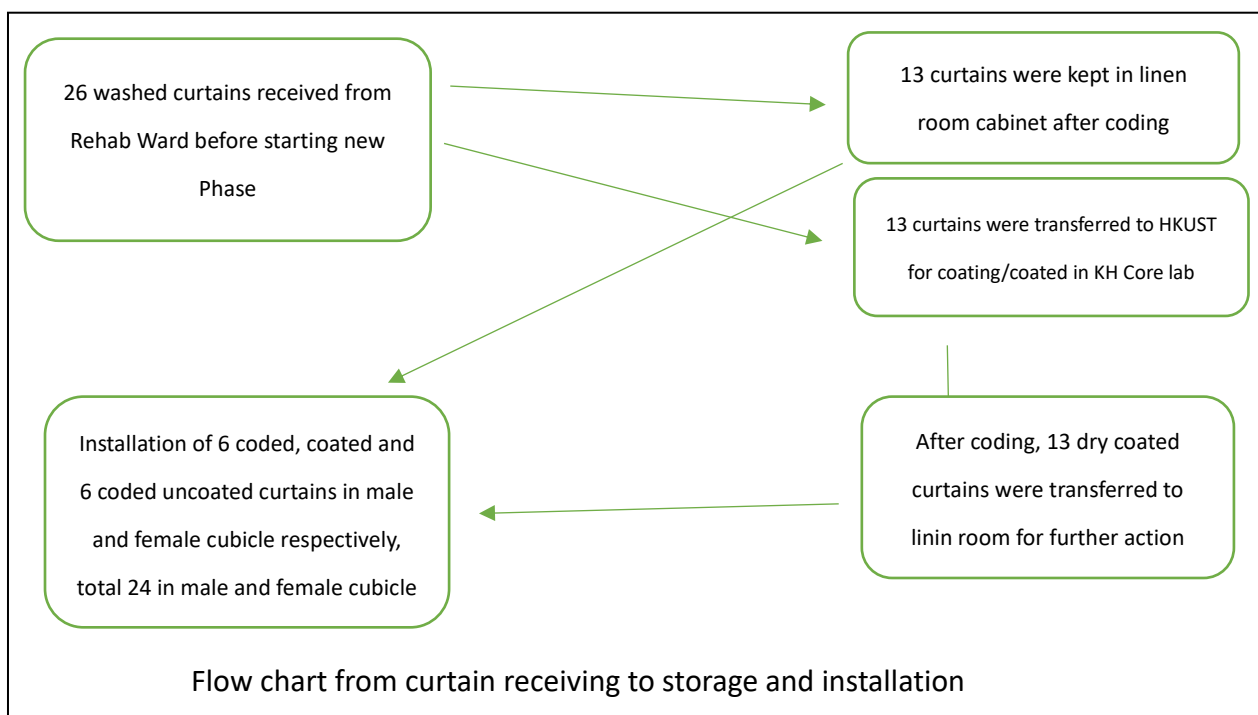 26 washed curtains received from
Rehab Ward before starting new
Phase
13 curtains were kept in linen
room cabinet after coding
13 curtains were transferred to HKUST
for coating/coated in KH Core lab
Installation of 6 coded, coated and
6 coded uncoated curtains in male
and female cubicle respectively,
total 24 in male and female cubicle
After coding, 13 dry coated
curtains were transferred to
linin room for further action
Flow chart from curtain receiving to storage and installation